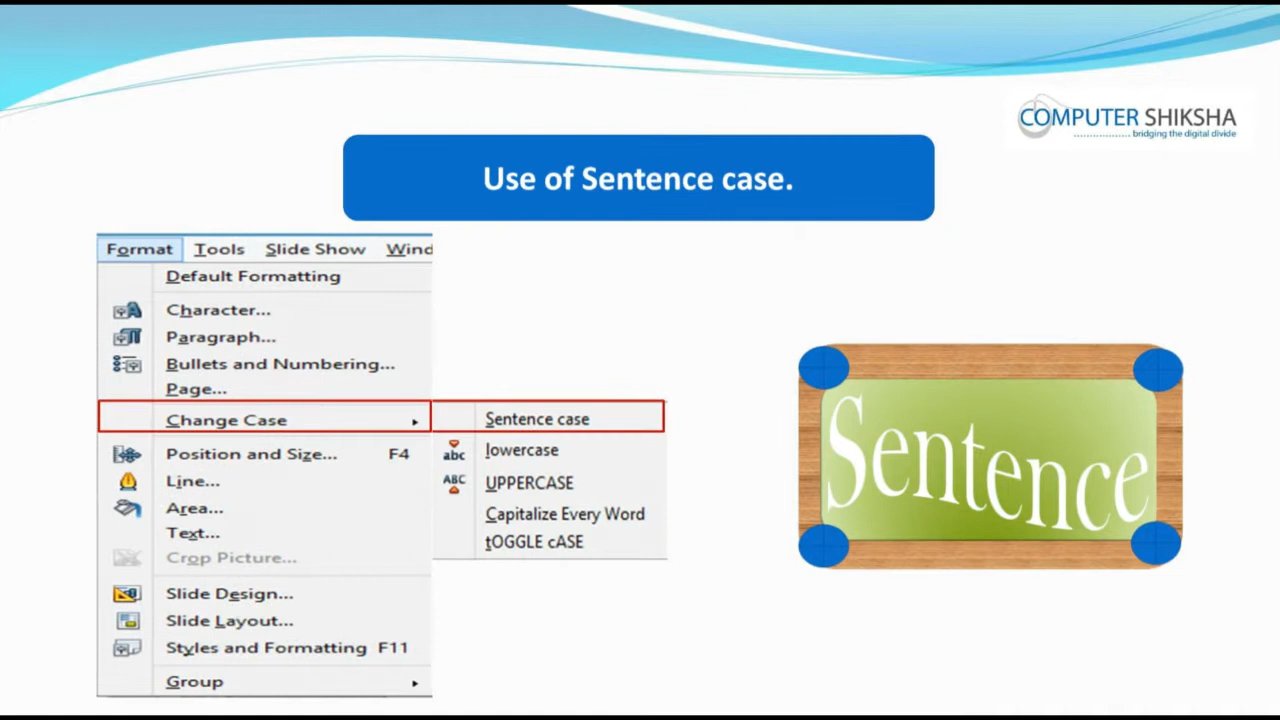 COMPUTER SHIKSHA
bridging the digital divide
Use of Sentence case.
Format Tools Slide Show Wind
Default Formatting
Character...
Paragraph...
Bullets and Numbering...
Page...
Change Case
Sentence case
abc lowercase
ABC UPPERCASE
Capitalize Every Word
tOGGLE cASE
Position and Size... F4
Line...
Area...
Text...
Crop Picture...
Slide Design...
Slide Layout...
Styles and Formatting F11
Group
Sentence